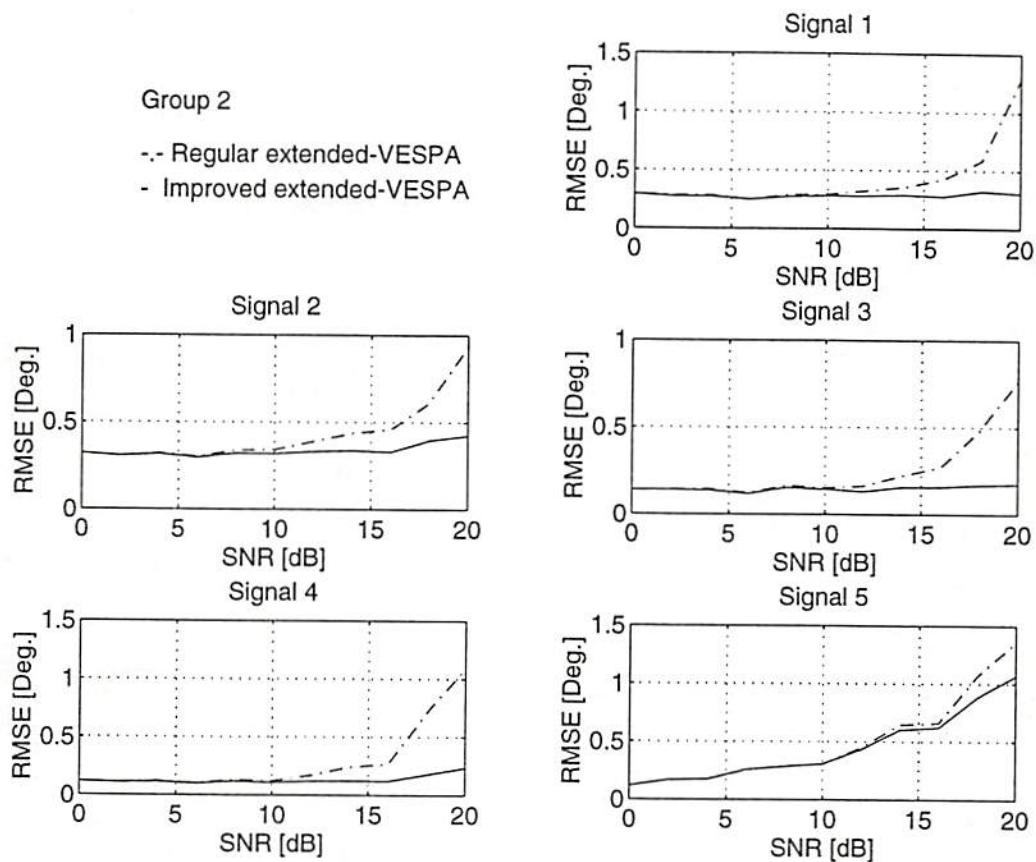 Group 2
-.- Regular extended-VESPA
- Improved extended-VESPA
Signal 1
RMSE [Deg.]
1.5
1
0.5
0
0 5 10 15 20
SNR [dB]
Signal 2
RMSE [Deg.]
1
0.5
0
0 5 10 15 20
SNR [dB]
Signal 3
RMSE [Deg.]
1
0.5
0
0 5 10 15 20
SNR [dB]
Signal 4
RMSE [Deg.]
1.5
1
0.5
0
0 5 10 15 20
SNR [dB]
Signal 5
RMSE [Deg.]
1.5
1
0.5
0
0 5 10 15 20
SNR [dB]